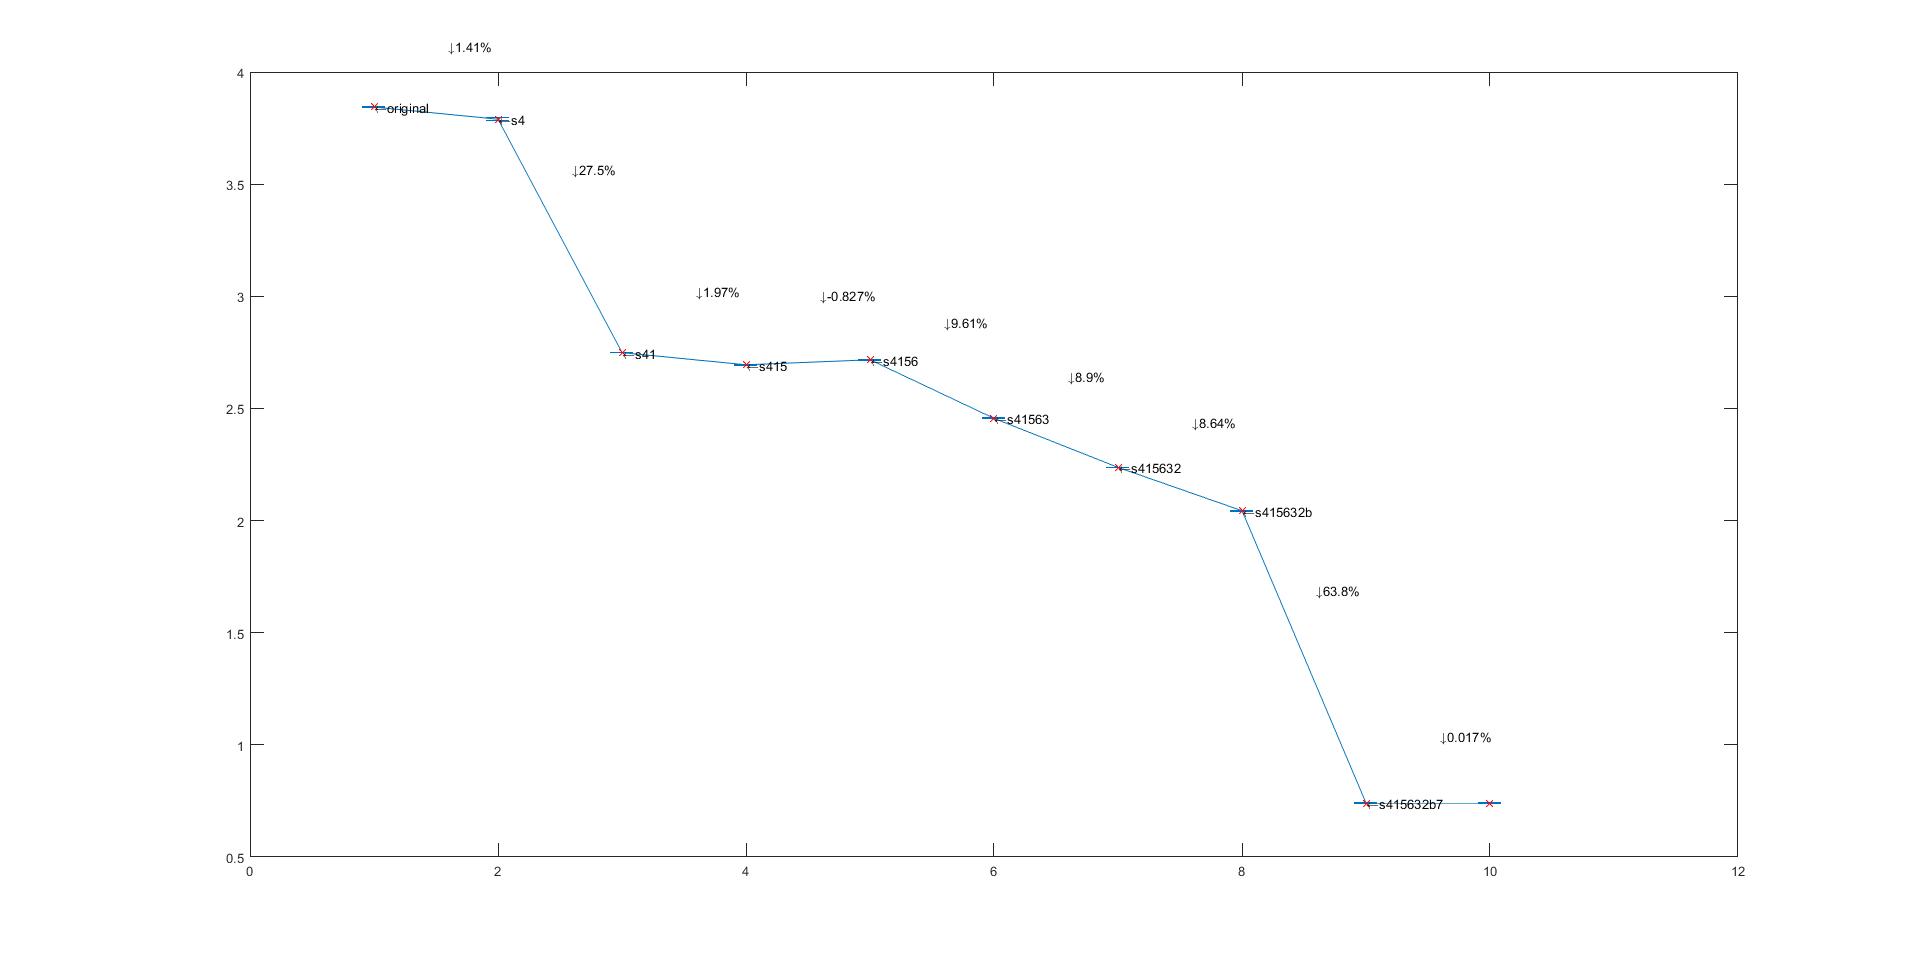 ↓1.41%
4
←original
←s4
↓27.5%
3.5
↓1.97%
↓-0.827%
3
↓9.61%
←s41
←s415
←s4156
↓8.9%
2.5
←s41563
↓8.64%
←s415632
←s415632b
2
↓63.8%
1.5
↓0.017%
1
←s415632b7
0.5
0 2 4 6 8 10 12